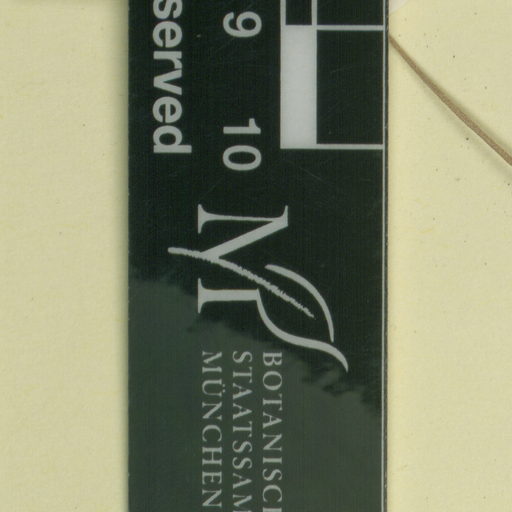 served
9 10
M
BOTANISC
STAATSSAM
MÜNCHEN